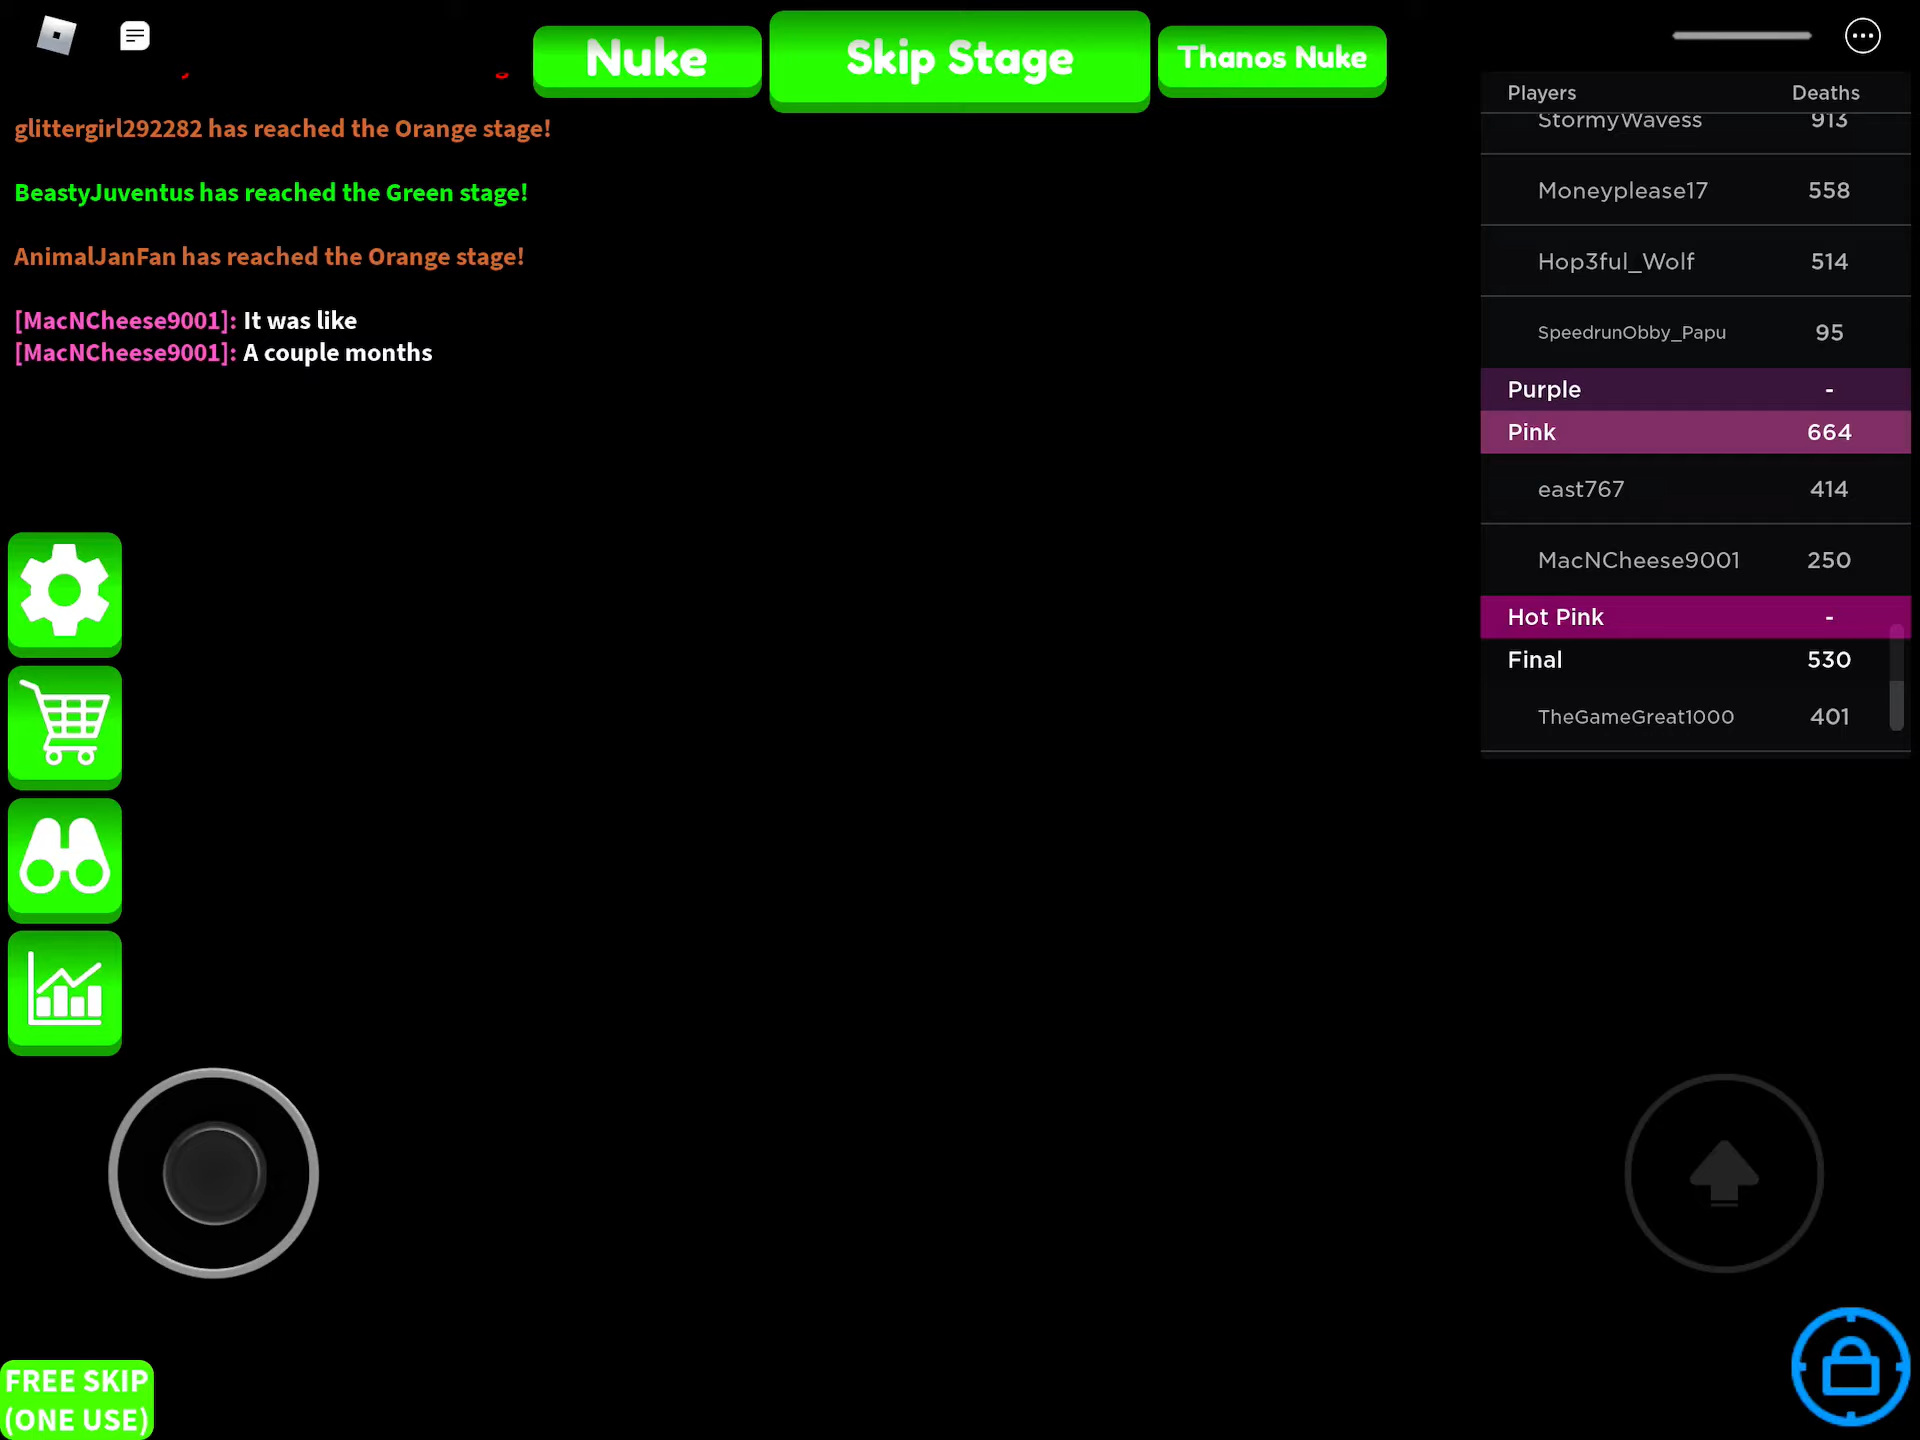 Nuke
Skip Stage
Thanos Nuke
glittergirl292282 has reached the Orange stage!
BeastyJuventus has reached the Green stage!
AnimalJanFan has reached the Orange stage!
[MacNCheese9001]: It was like
[MacNCheese9001]: A couple months
Players Deaths
StormyWavess 913
Moneyplease17 558
Hop3ful_Wolf 514
SpeedrunObby_Papu 95
Purple -
Pink 664
east767 414
MacNCheese9001 250
Hot Pink -
Final 530
TheGameGreat1000 401
FREE SKIP
(ONE USE)